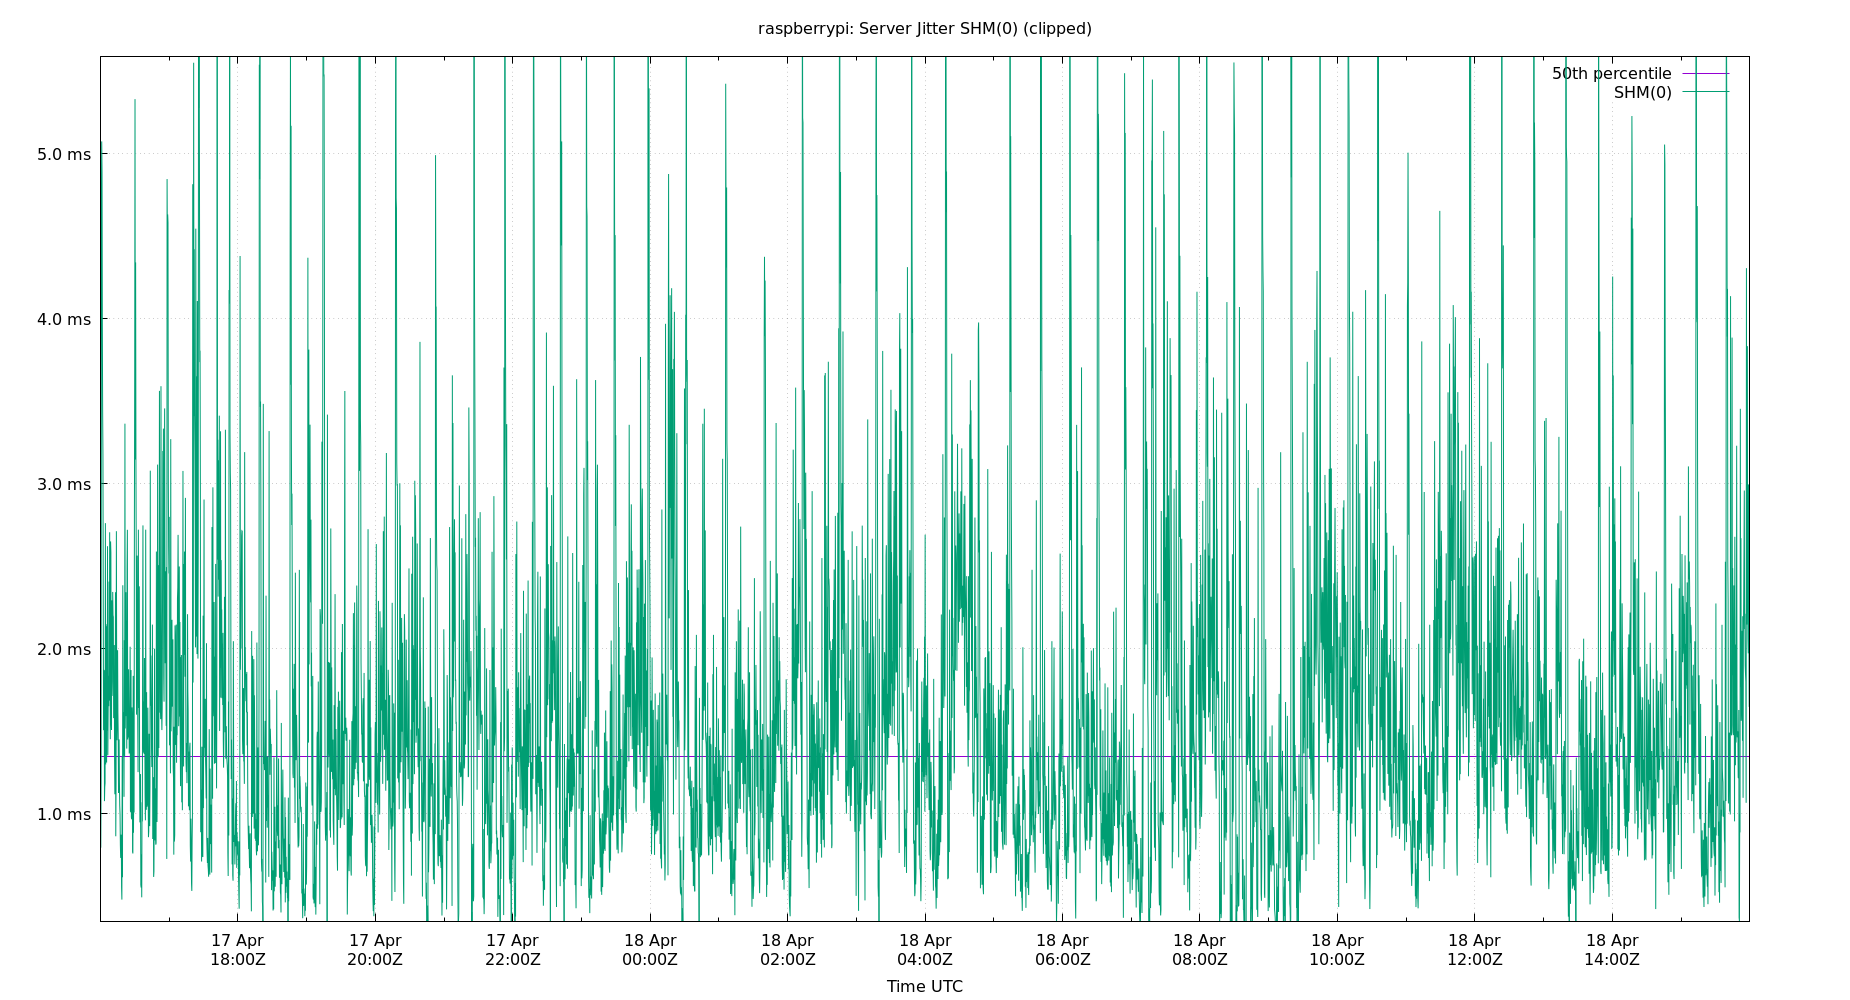 raspberrypi: Server Jitter SHM(0) (clipped)
50th percentile
SHM(0)
5.0 ms
4.0 ms
3.0 ms
2.0 ms
1.0 ms
17 Apr 17 Apr 17 Apr 18 Apr 18 Apr 18 Apr 18 Apr 18 Apr 18 Apr 18 Apr 18 Apr
18:00Z 20:00Z 22:00Z 00:00Z 02:00Z 04:00Z 06:00Z 08:00Z 10:00Z 12:00Z 14:00Z
Time UTC